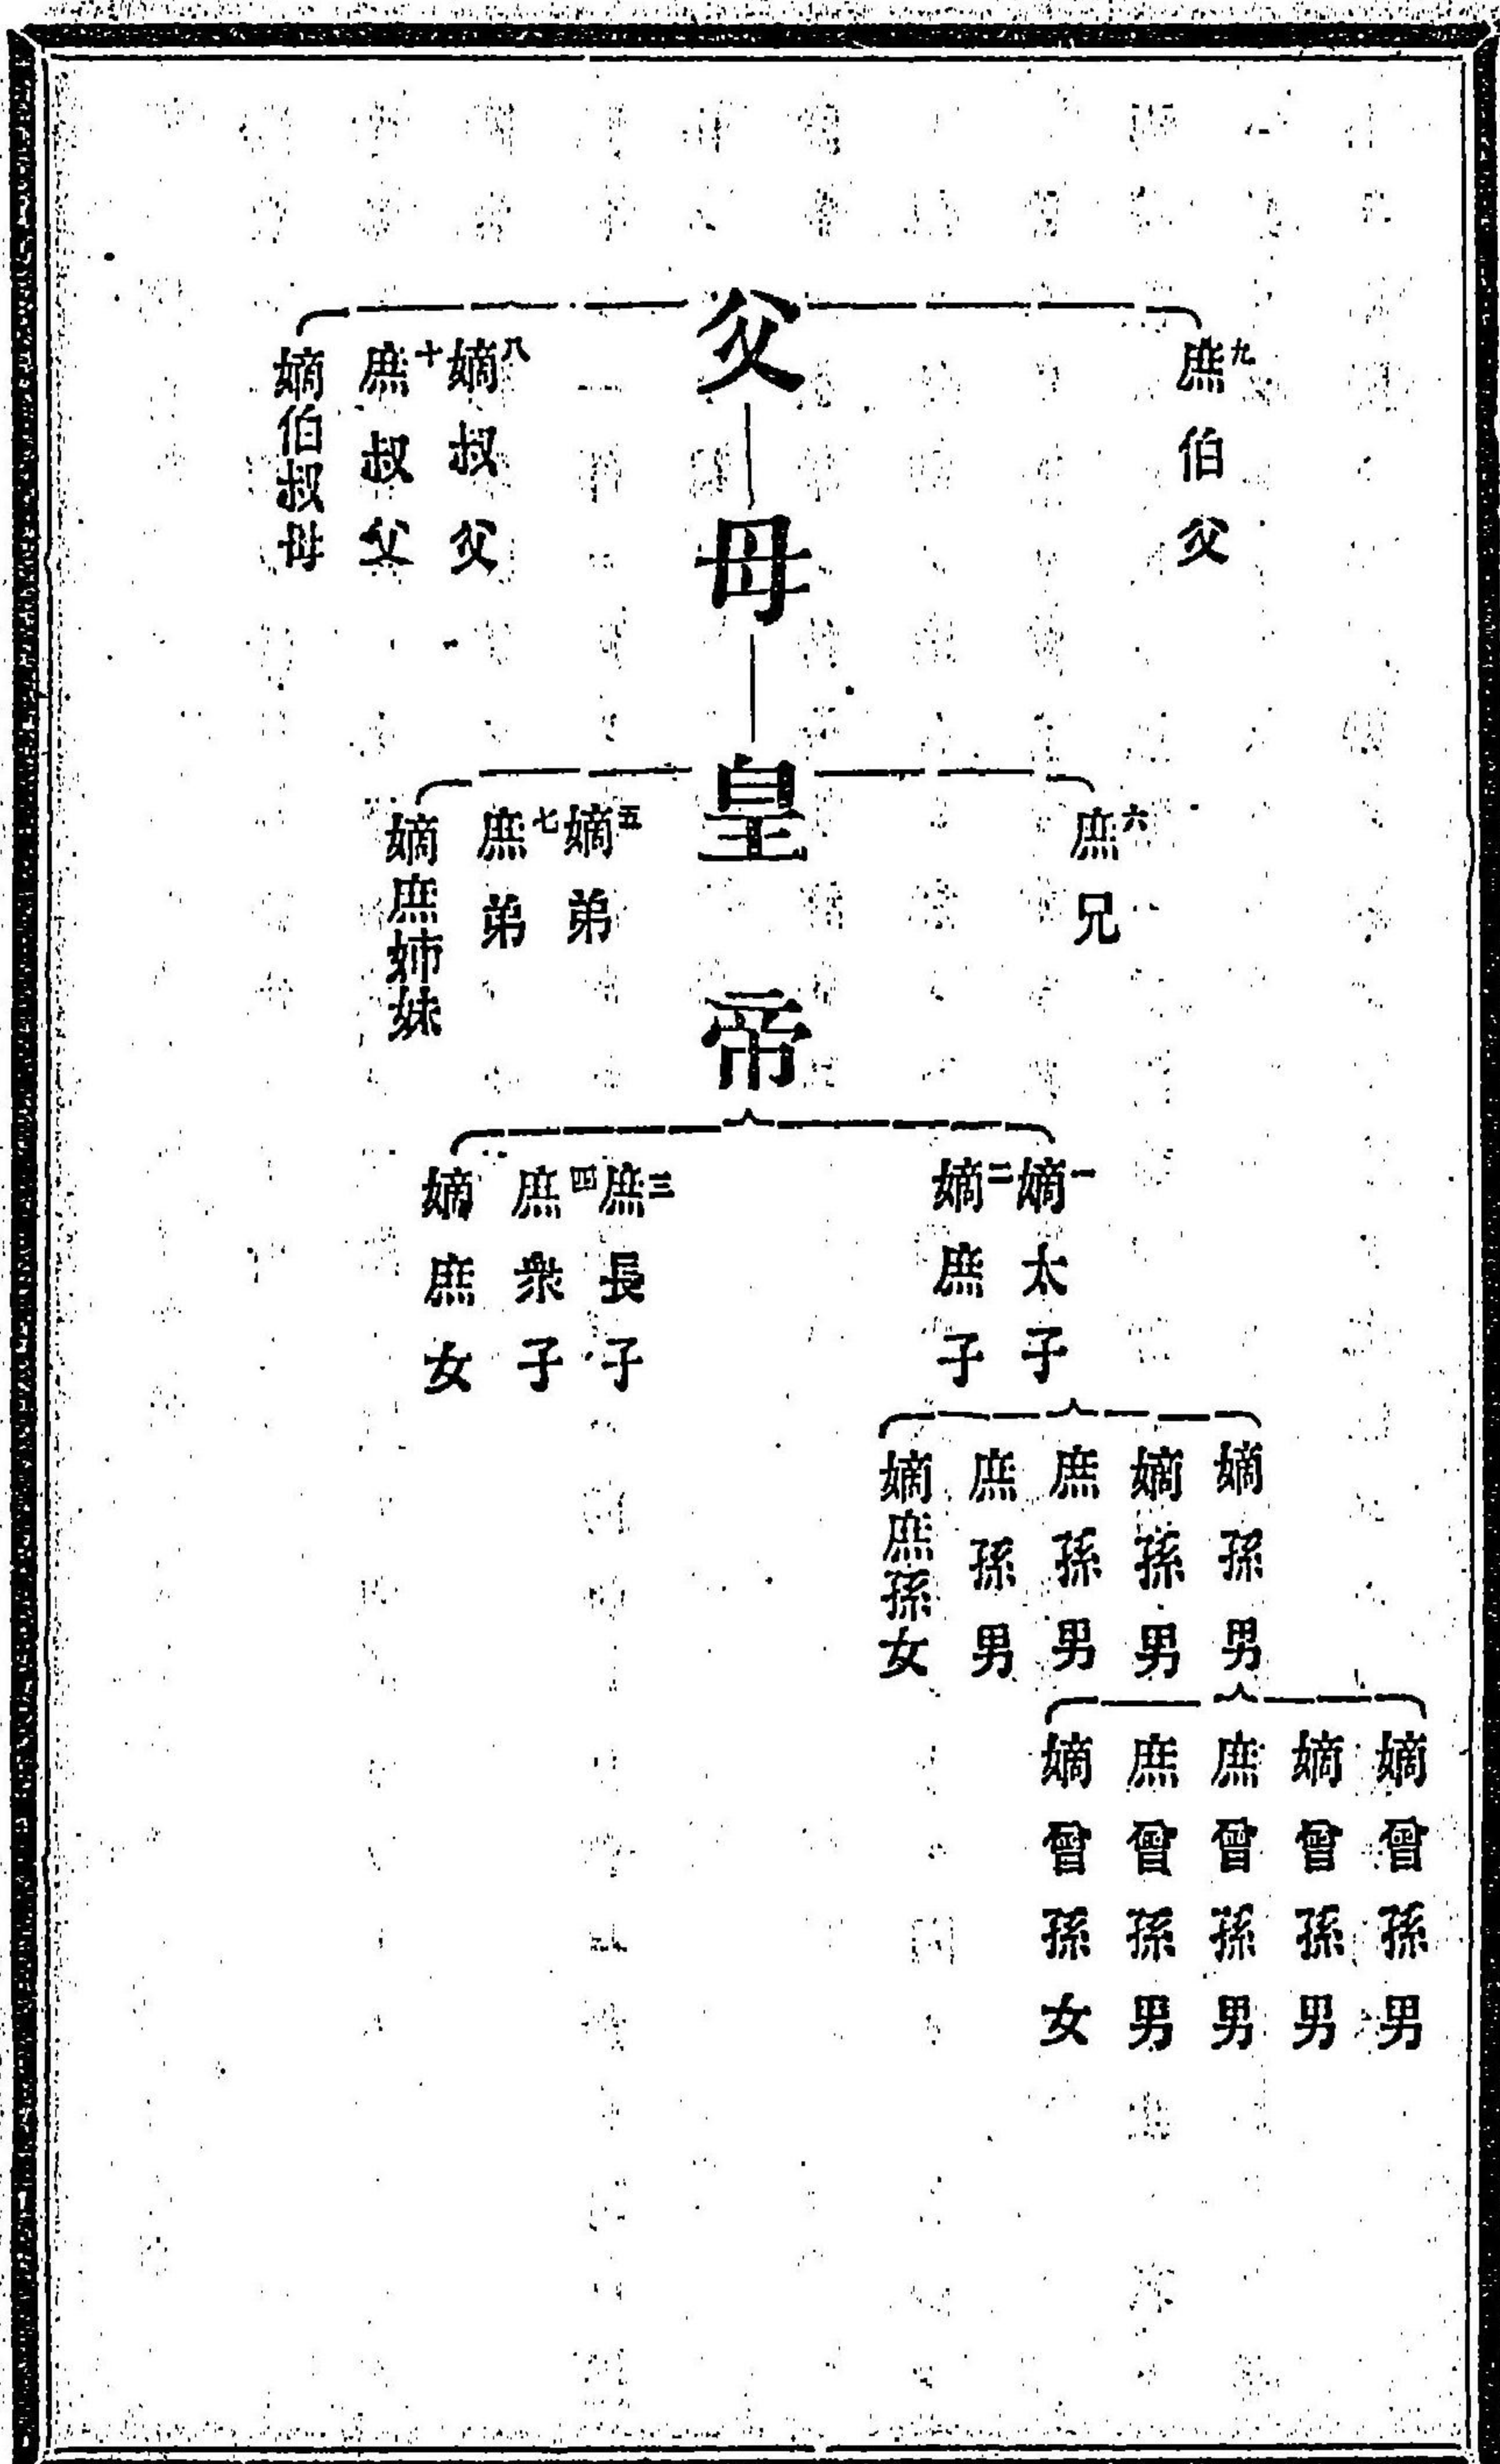 父
母
皇帝
九 庶伯父
八 嫡叔父
十 庶叔父
嫡伯叔母
六 庶兄
五 嫡弟
七 庶弟
嫡庶姉妹
一 嫡太子
二 嫡庶子
三 庶長子
四 庶衆子
嫡庶女
嫡孫男
嫡孫男
庶孫男
庶孫男
嫡庶孫女
嫡曾孫男
嫡曾孫男
庶曾孫男
庶曾孫男
嫡曾孫女